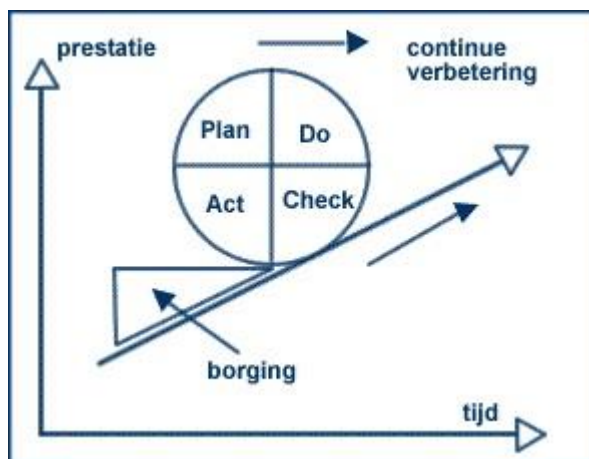 prestatie
continue
verbetering
Plan
Do
Act
Check
borging
tijd